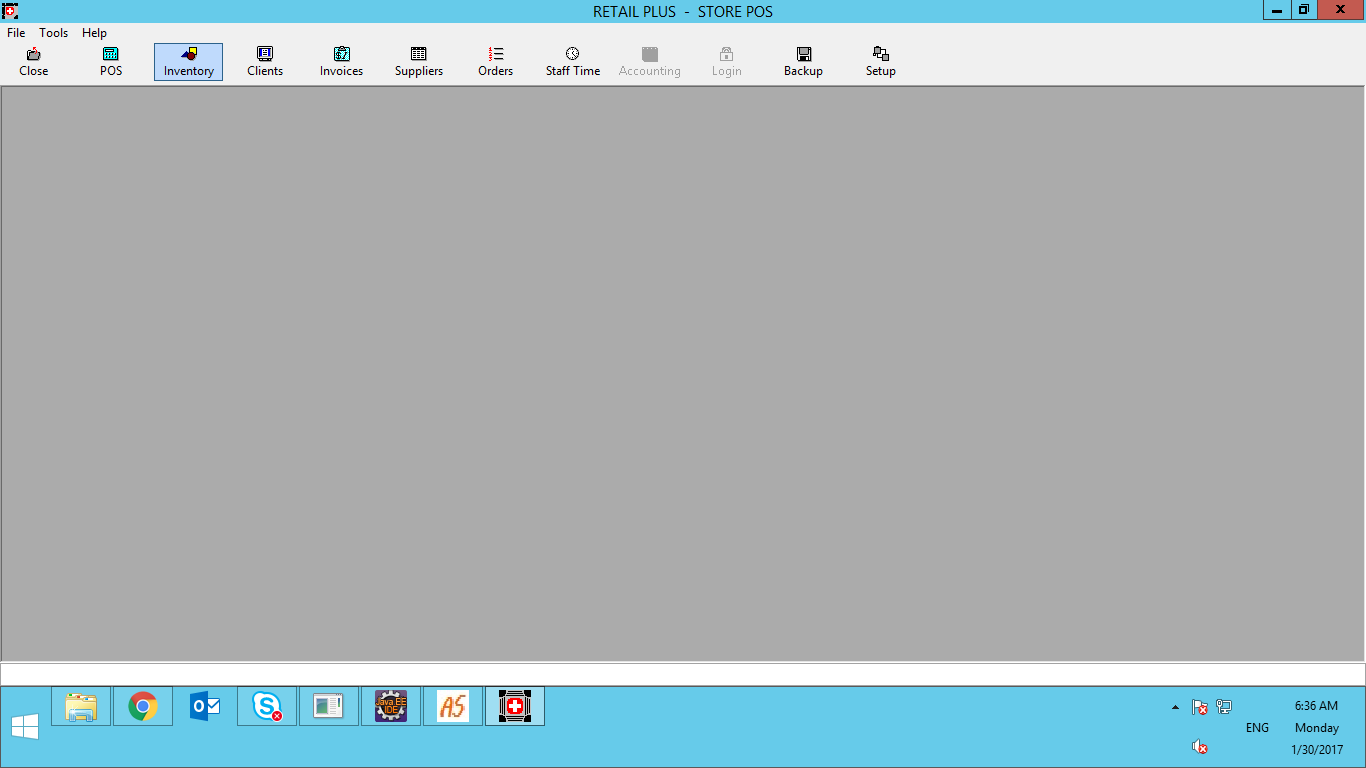 RETAIL PLUS - STORE POS
File Tools Help
Close POS Inventory Clients Invoices Suppliers Orders Staff Time Accounting Login Backup Setup
Java EE
IDE
AS
6:36 AM
ENG Monday
1/30/2017